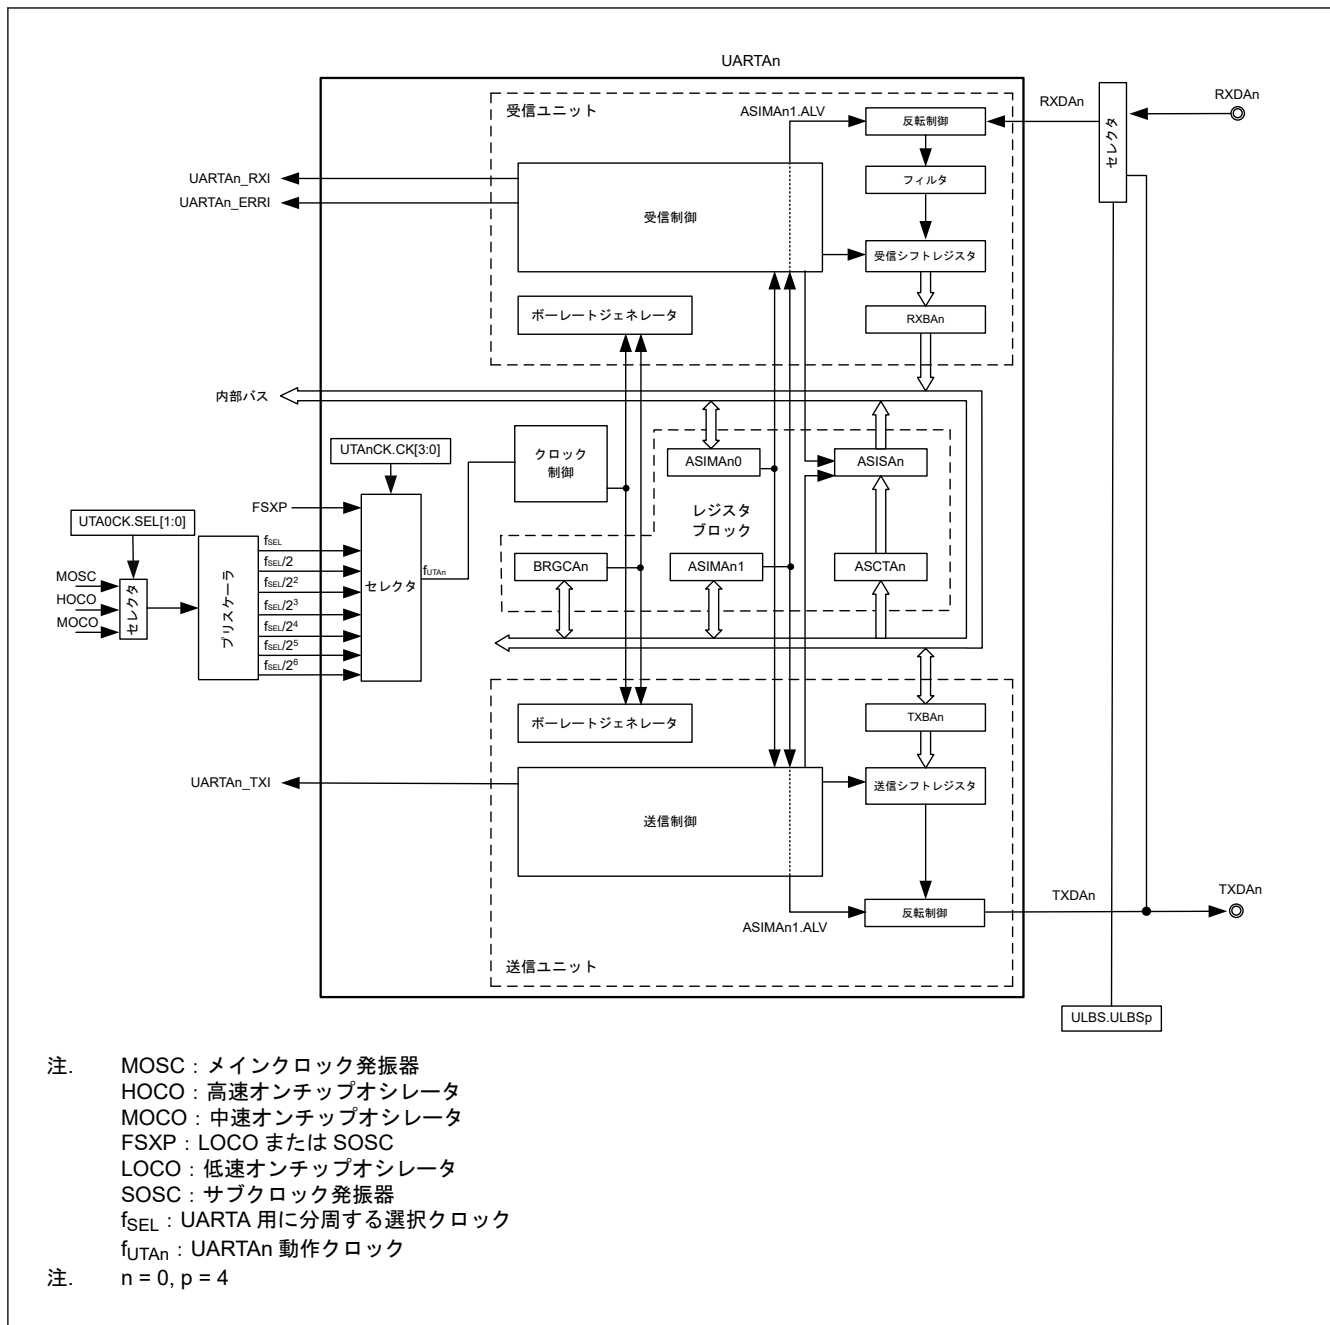 UARTAn
受信ユニット
ASIMAn1.ALV
反転制御
RXDAn
セレクタ
RXDAn
UARTAn_RXI
UARTAn_ERRI
受信制御
フィルタ
受信シフトレジスタ
ボーレートジェネレータ
RXBAn
内部バス
UTAnCK.CK[3:0]
クロック
制御
ASIMAn0
ASISAn
FSXP
レジスタ
ブロック
UTA0CK.SEL[1:0]
fSEL
fSEL/2
fSEL/2²
fSEL/2³
fSEL/2⁴
fSEL/2⁵
fSEL/2⁶
MOSC
HOCO
MOCO
セレクタ
プリスケーラ
セレクタ
fUTAn
BRGCAn
ASIMAn1
ASCTAn
ボーレートジェネレータ
TXBAn
UARTAn_TXI
送信制御
送信シフトレジスタ
ASIMAn1.ALV
反転制御
TXDAn
TXDAn
送信ユニット
ULBS.ULBSp
注. MOSC：メインクロック発振器
HOCO：高速オンチップオシレータ
MOCO：中速オンチップオシレータ
FSXP：LOCO または SOSC
LOCO：低速オンチップオシレータ
SOSC：サブクロック発振器
fSEL：UARTA 用に分周する選択クロック
fUTAn：UARTAn 動作クロック
注. n = 0, p = 4